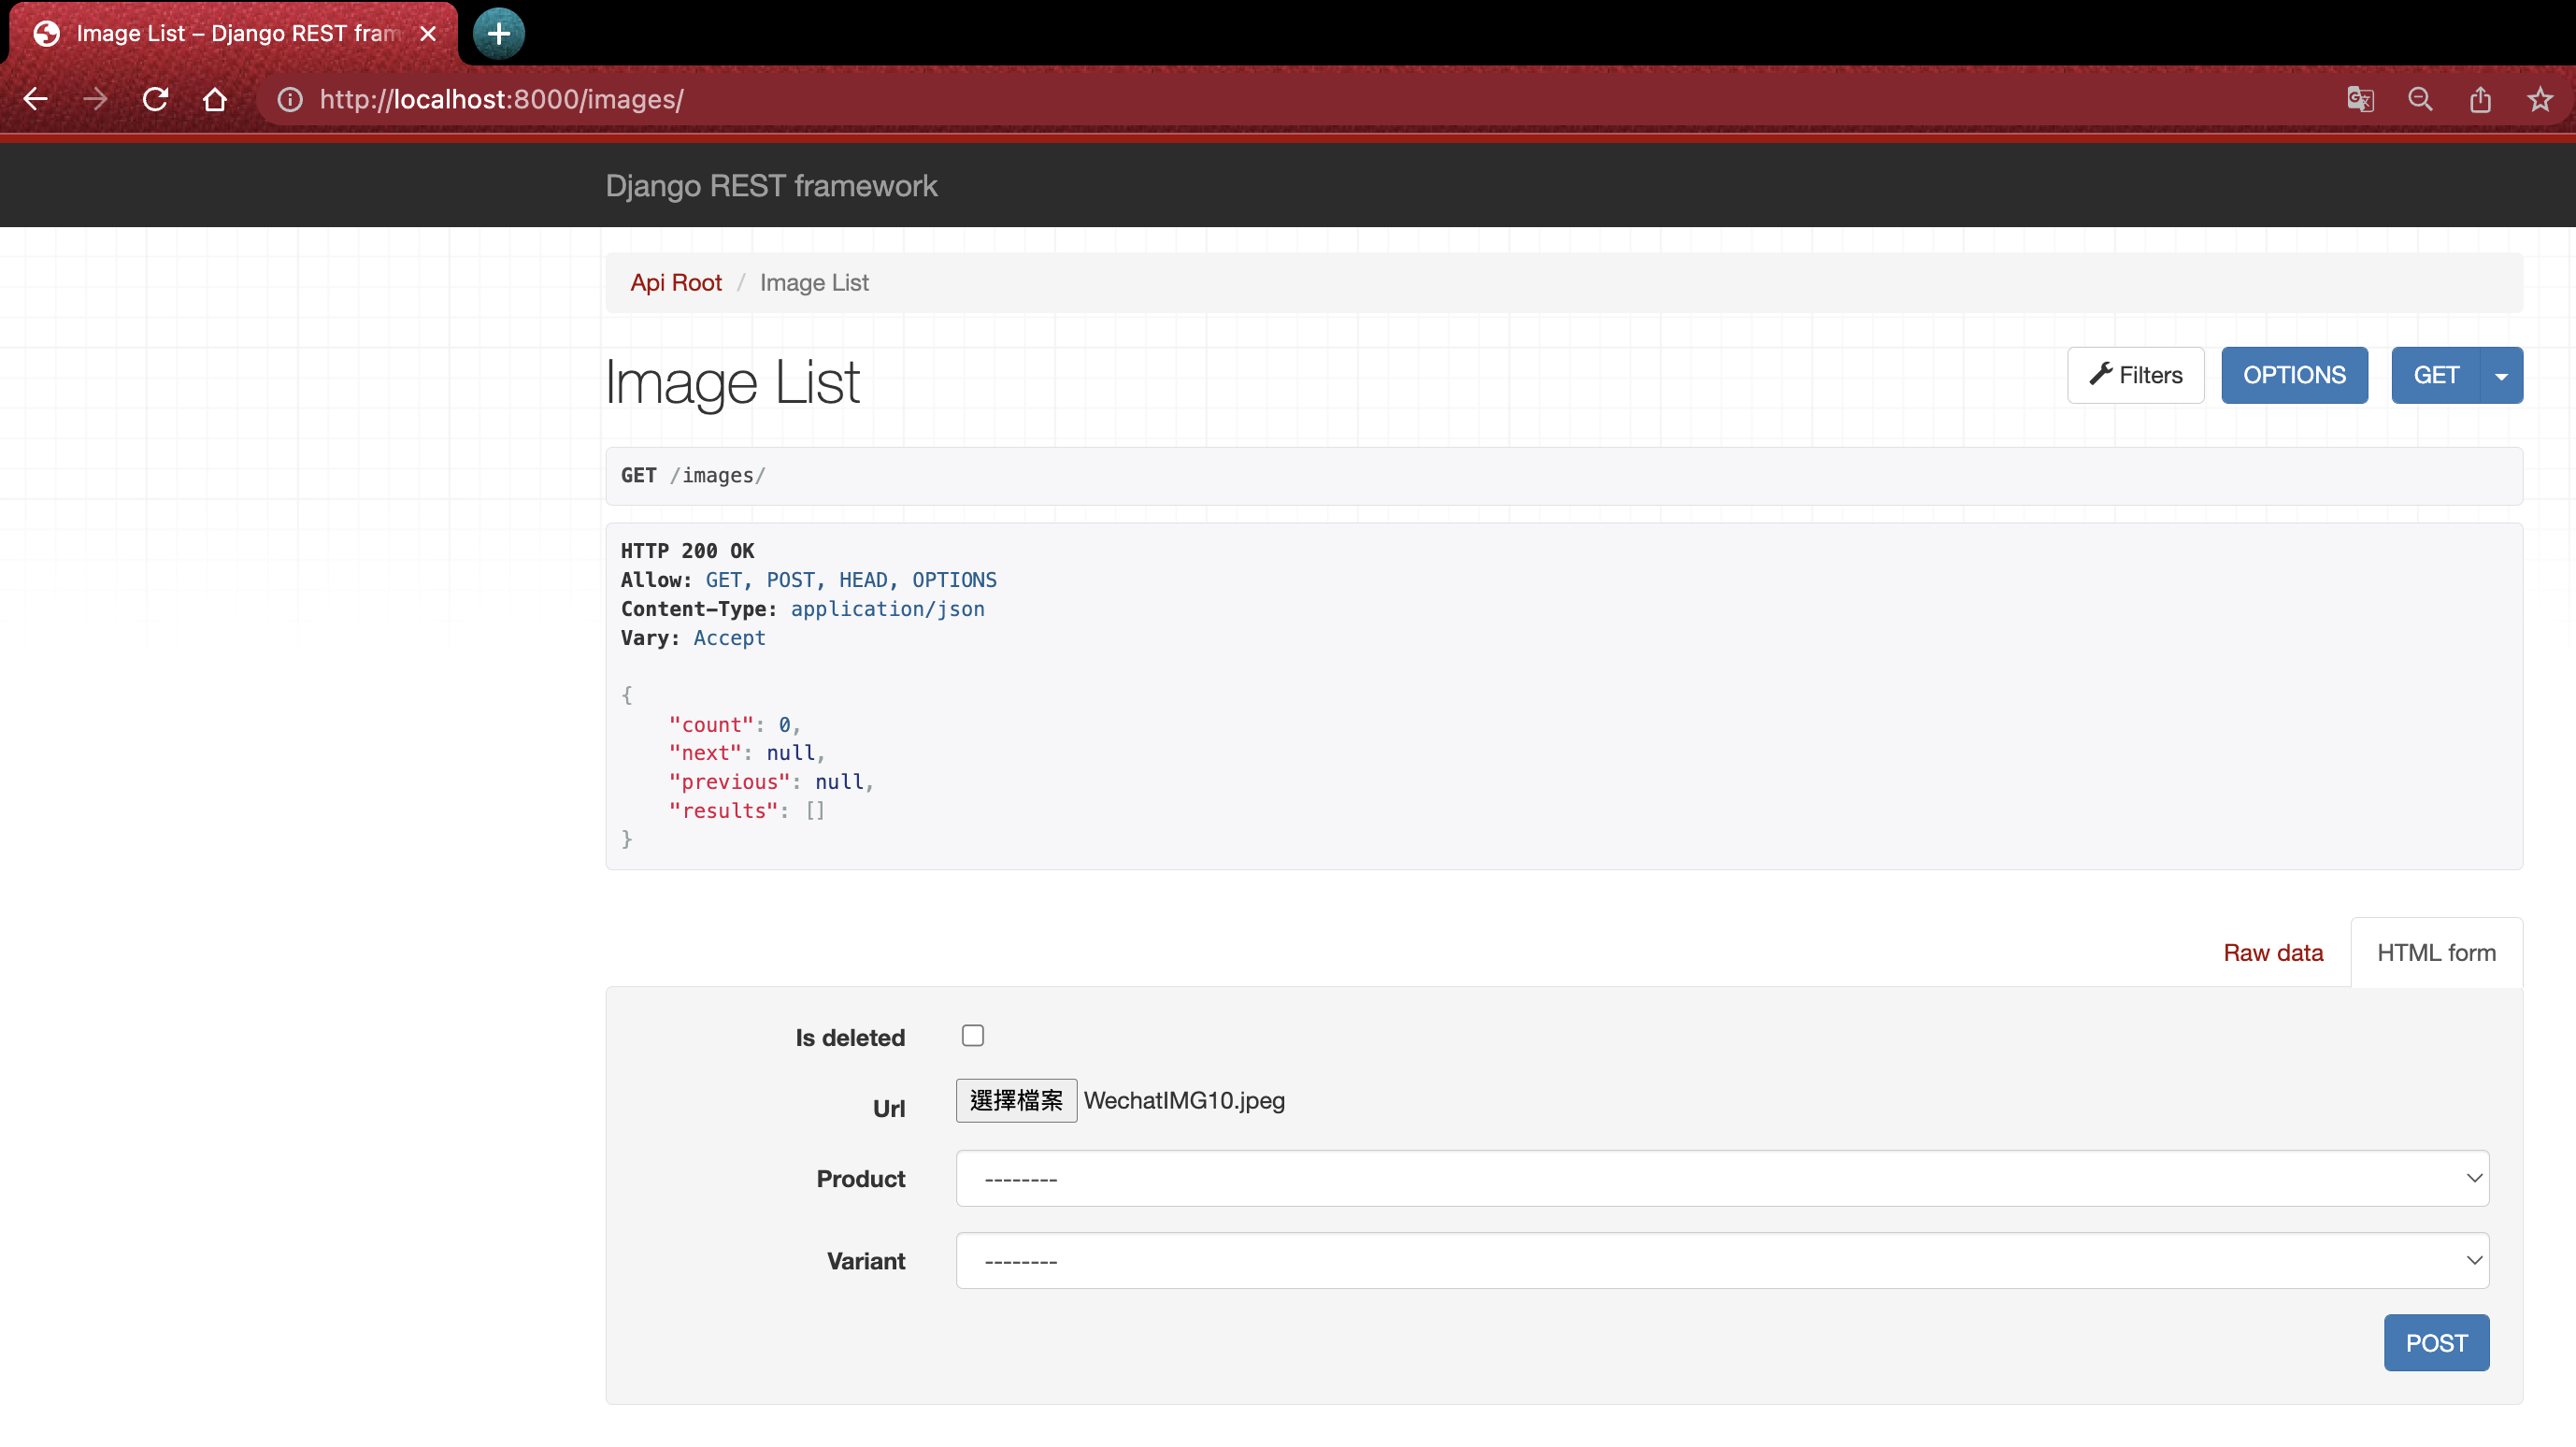 Image List – Django REST fram
http://localhost:8000/images/
Django REST framework
Api Root / Image List
Image List
Filters
OPTIONS
GET
GET /images/
HTTP 200 OK
Allow: GET, POST, HEAD, OPTIONS
Content-Type: application/json
Vary: Accept
{
"count": 0,
"next": null,
"previous": null,
"results": []
}
Raw data
HTML form
Is deleted
Url 選擇檔案 WechatIMG10.jpeg
Product --------
Variant --------
POST